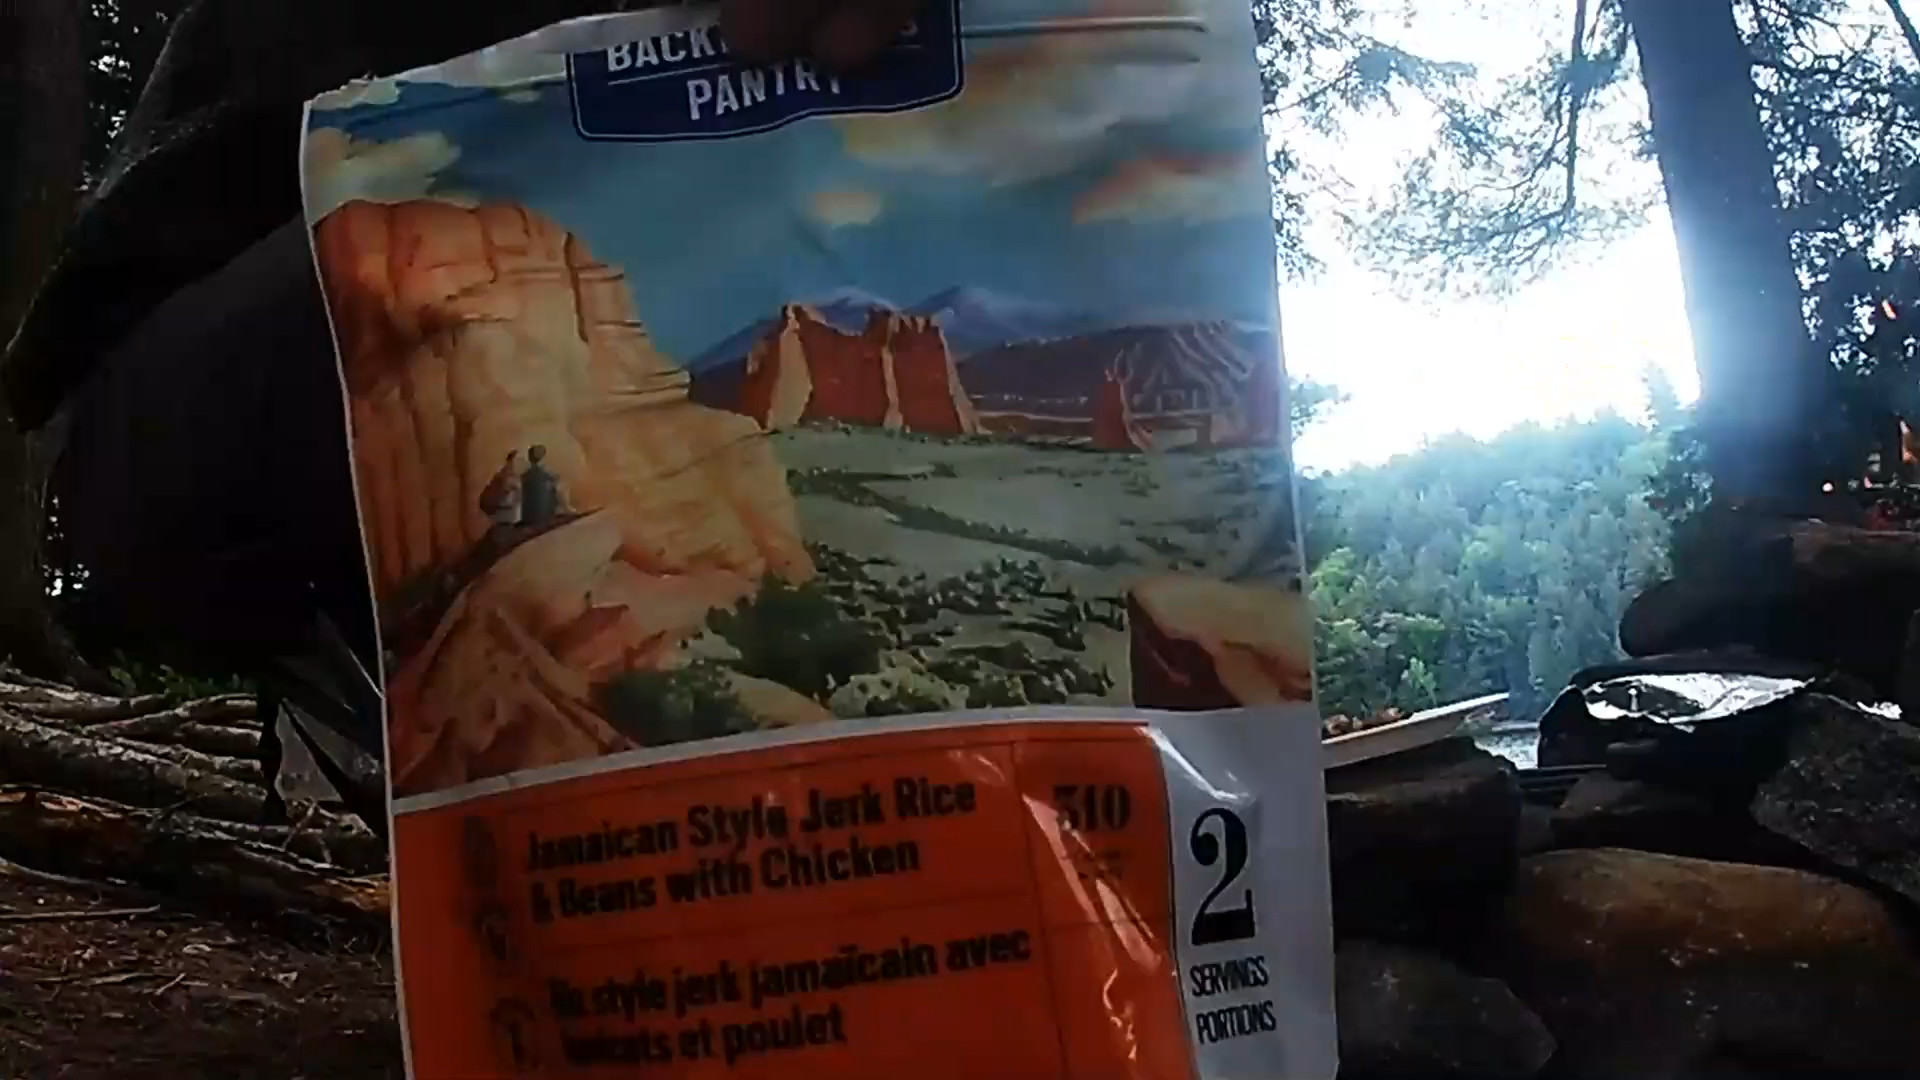 PANTRY
Jamaican Style Jerk Rice
& Beans with Chicken
510
Riz style jerk jamaïcain avec
haricots et poulet
2
SERVINGS
PORTIONS